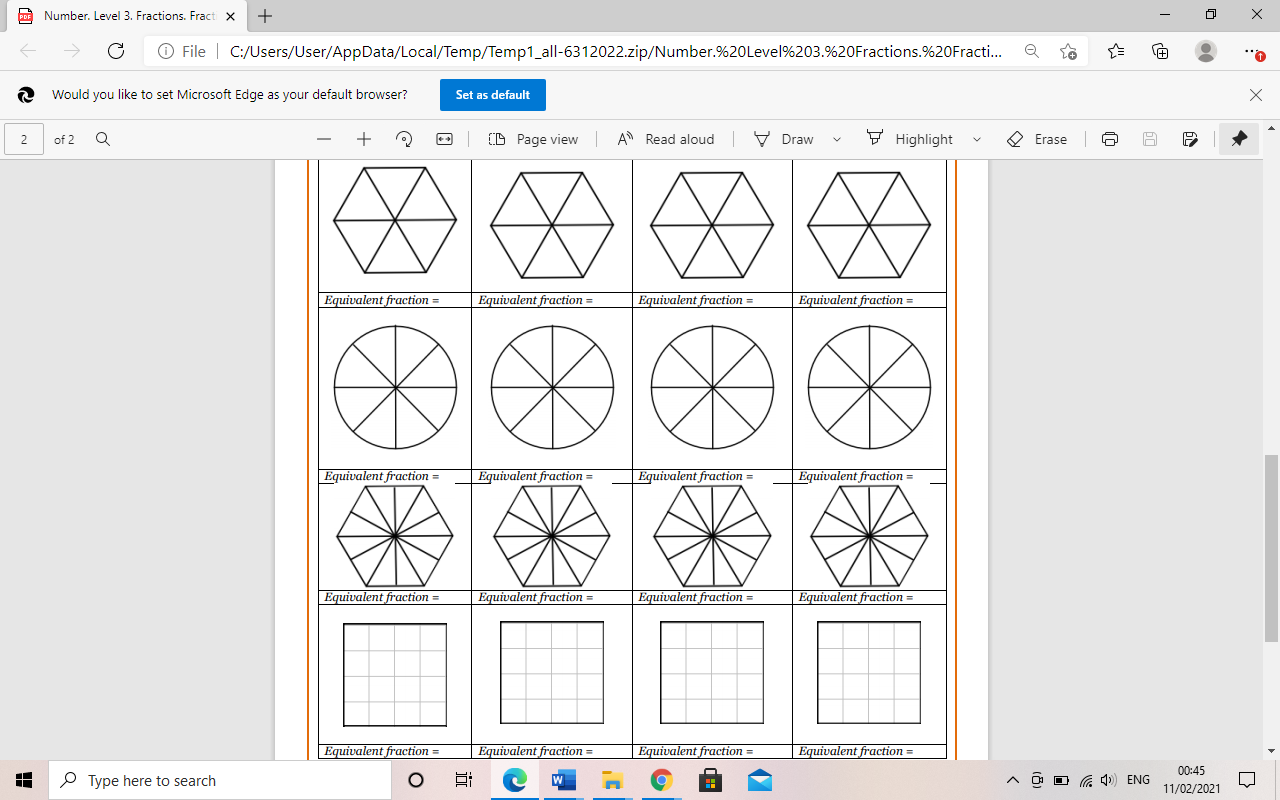 Number. Level 3. Fractions. Fract
File C:/Users/User/AppData/Local/Temp/Temp1_all-6312022.zip/Number.%20Level%203.%20Fractions.%20Fracti...
Would you like to set Microsoft Edge as your default browser? Set as default
2 of 2 Page view Read aloud Draw Highlight Erase
Equivalent fraction = Equivalent fraction = Equivalent fraction = Equivalent fraction =
Equivalent fraction = Equivalent fraction = Equivalent fraction = Equivalent fraction =
Equivalent fraction = Equivalent fraction = Equivalent fraction = Equivalent fraction =
Equivalent fraction = Equivalent fraction = Equivalent fraction = Equivalent fraction =
Type here to search ENG 00:45
11/02/2021